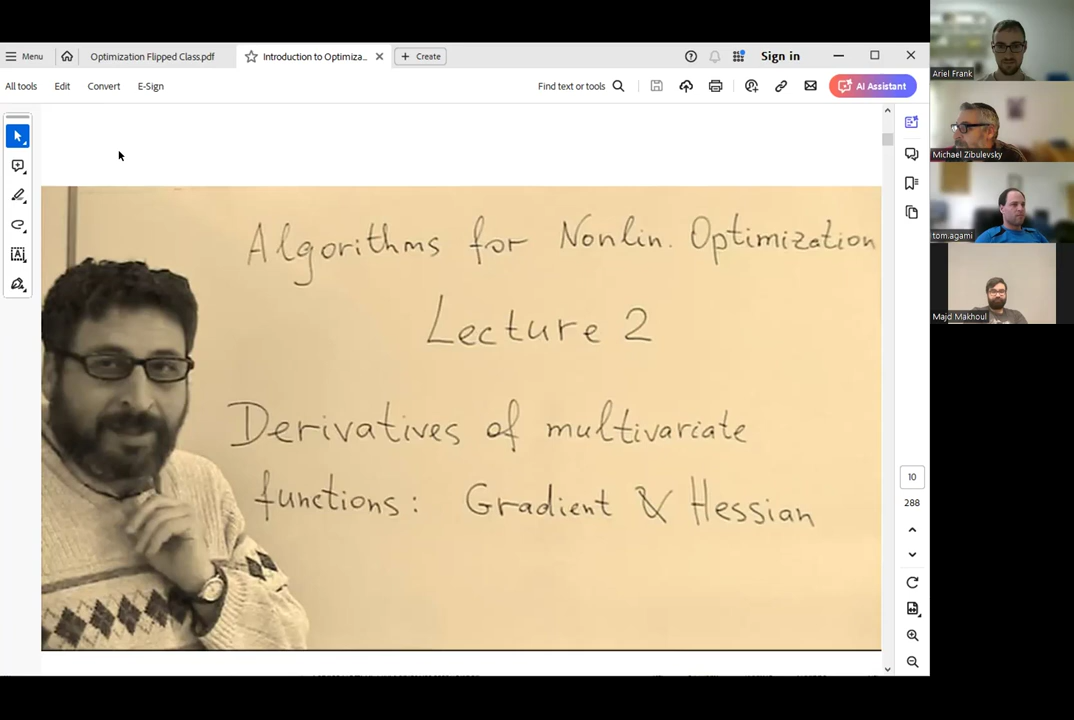 Menu
Optimization Flipped Class.pdf
Introduction to Optimiza...
Create
Sign in
All tools
Edit
Convert
E-Sign
Find text or tools
AI Assistant
Algorithms for Nonlin. Optimization
Lecture 2
Derivatives of multivariate
functions: Gradient & Hessian
10
288
Ariel Frank
Michael Zibulevsky
tom.agami
Majd Makhoul